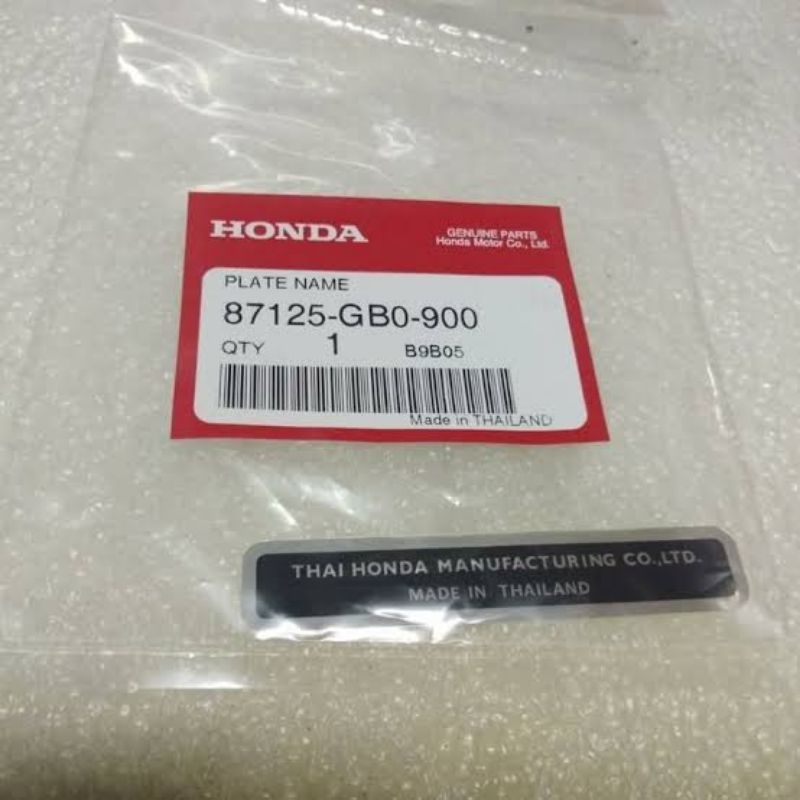 HONDA
GENUINE PARTS
Honda Motor Co., Ltd.
PLATE NAME
87125-GB0-900
QTY 1 B9B05
Made in THAILAND
THAI HONDA MANUFACTURING CO.,LTD.
MADE IN THAILAND